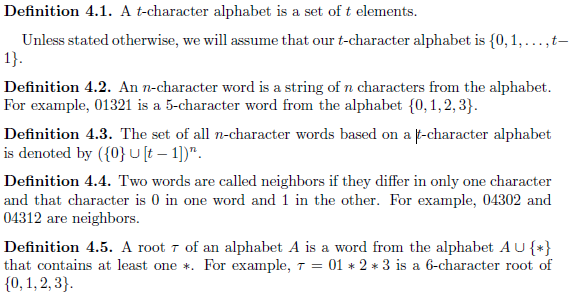 Definition 4.1. A t-character alphabet is a set of t elements.
Unless stated otherwise, we will assume that our t-character alphabet is {0, 1, . . . , t−
1}.
Definition 4.2. An n-character word is a string of n characters from the alphabet.
For example, 01321 is a 5-character word from the alphabet {0, 1, 2, 3}.
Definition 4.3. The set of all n-character words based on a t-character alphabet
is denoted by ({0} ∪ [t − 1])ⁿ.
Definition 4.4. Two words are called neighbors if they differ in only one character
and that character is 0 in one word and 1 in the other. For example, 04302 and
04312 are neighbors.
Definition 4.5. A root τ of an alphabet A is a word from the alphabet A ∪ {∗}
that contains at least one ∗. For example, τ = 01 ∗ 2 ∗ 3 is a 6-character root of
{0, 1, 2, 3}.